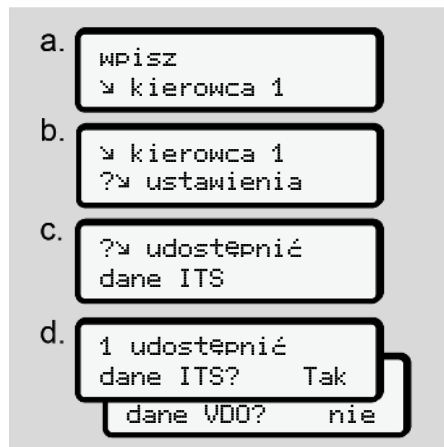 a.
wpisz
↘ kierowca 1
b.
↘ kierowca 1
?↘ ustawienia
c.
?↘ udostępnić
dane ITS
d.
1 udostępnić
dane ITS? Tak
dane VDO? nie